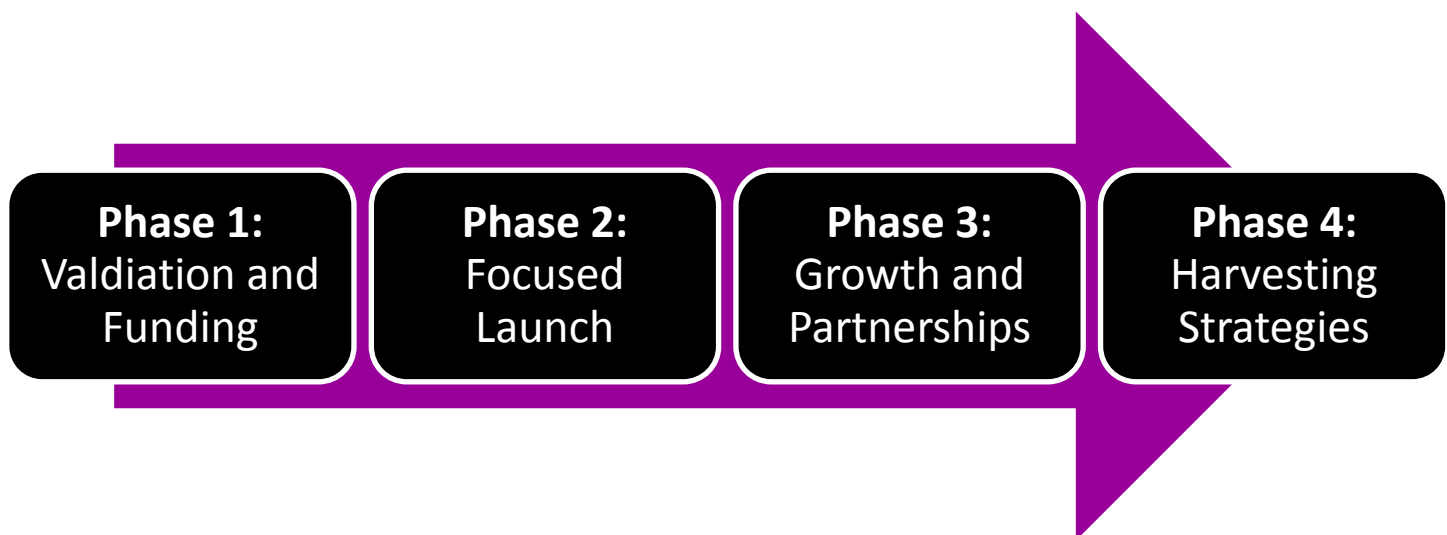 Phase 1:
Valdiation and
Funding
Phase 2:
Focused
Launch
Phase 3:
Growth and
Partnerships
Phase 4:
Harvesting
Strategies